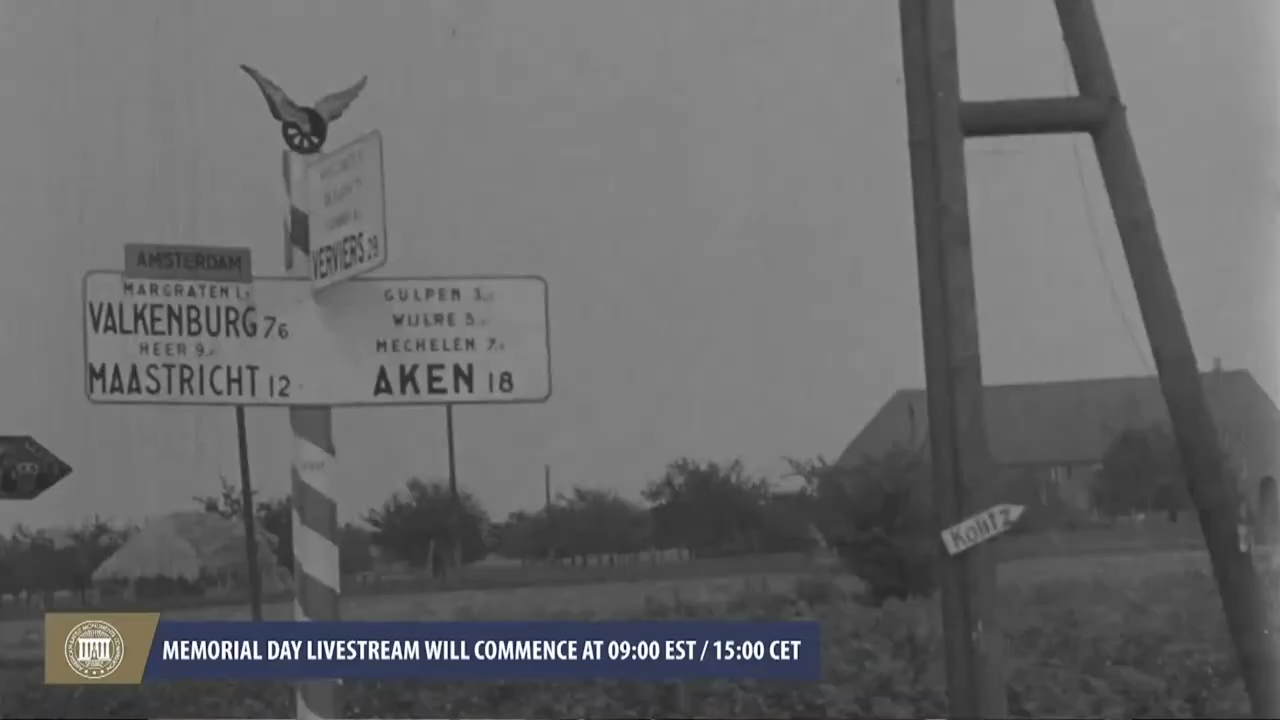 VERVIERS 29
AMSTERDAM
MARGRATEN 1
VALKENBURG 7.6
HEER 9
MAASTRICHT 12
GULPEN 3
WIJLRE 5
MECHELEN 7
AKEN 18
Kolitz
MEMORIAL DAY LIVESTREAM WILL COMMENCE AT 09:00 EST / 15:00 CET